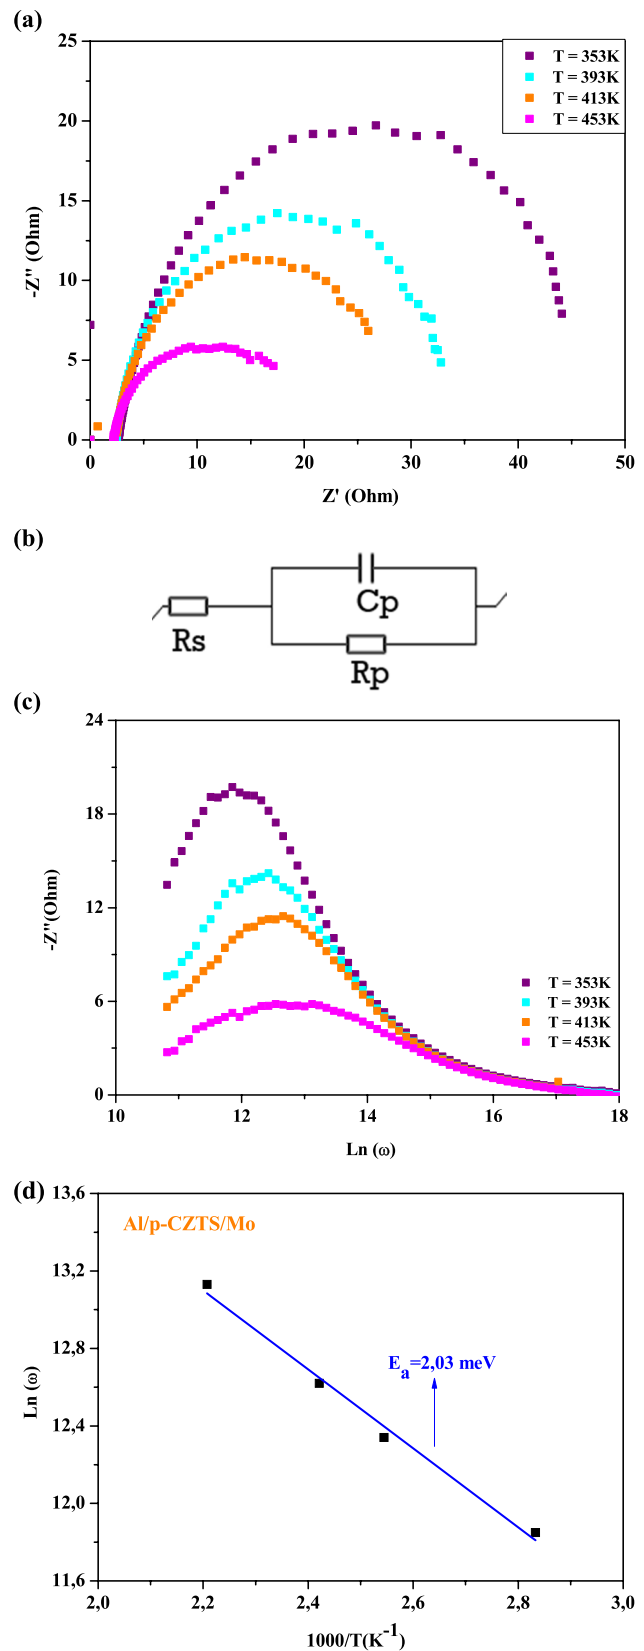 (a)
25
20
15
10
5
0
-Z'' (Ohm)
T = 353K
T = 393K
T = 413K
T = 453K
0 10 20 30 40 50
Z' (Ohm)
(b)
Cp
Rs
Rp
(c)
24
18
12
6
0
-Z''(Ohm)
T = 353K
T = 393K
T = 413K
T = 453K
10 12 14 16 18
Ln (ω)
(d)
13,6
13,2
12,8
12,4
12,0
11,6
Ln (ω)
Al/p-CZTS/Mo
Ea=2,03 meV
2,0 2,2 2,4 2,6 2,8 3,0
1000/T(K-1)